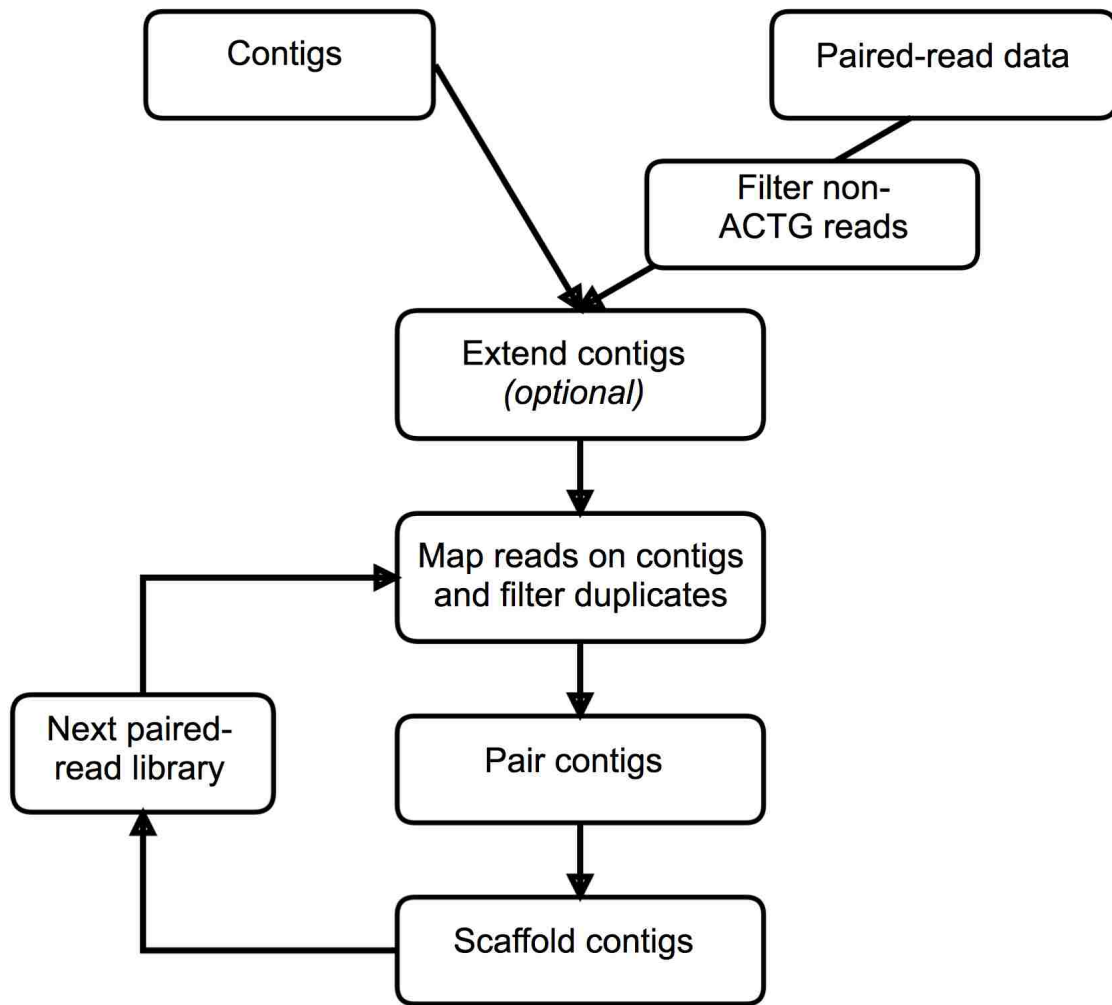 Contigs
Paired-read data
Filter non-
ACTG reads
Extend contigs
(optional)
Map reads on contigs
and filter duplicates
Next paired-
read library
Pair contigs
Scaffold contigs